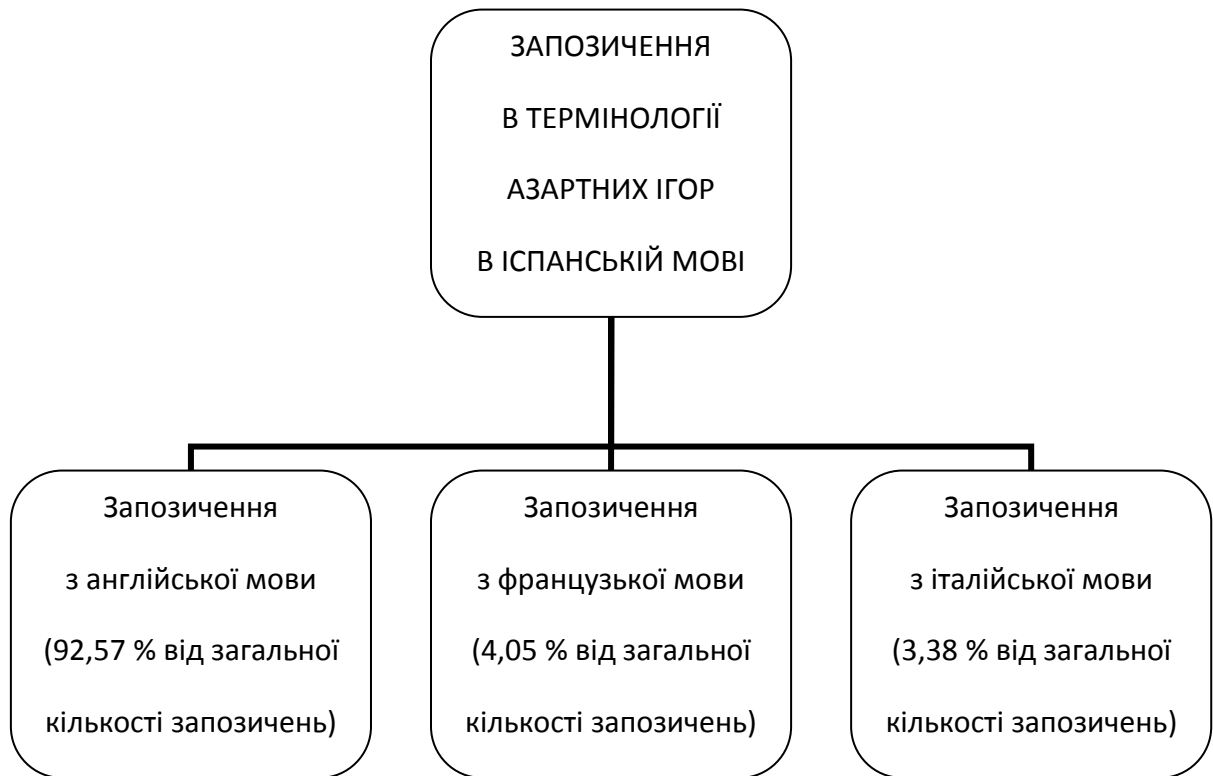 ЗАПОЗИЧЕННЯ
В ТЕРМІНОЛОГІЇ
АЗАРТНИХ ІГОР
В ІСПАНСЬКІЙ МОВІ
Запозичення
з англійської мови
(92,57 % від загальної
кількості запозичень)
Запозичення
з французької мови
(4,05 % від загальної
кількості запозичень)
Запозичення
з італійської мови
(3,38 % від загальної
кількості запозичень)